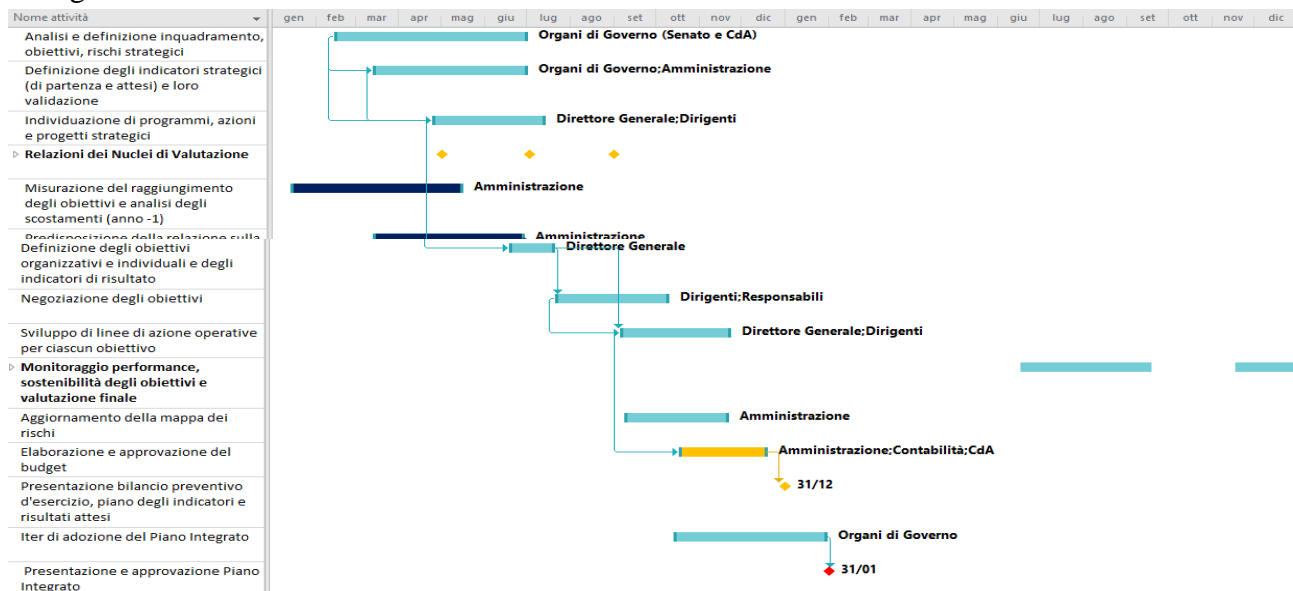 Nome attività gen feb mar apr mag giu lug ago set ott nov dic gen feb mar apr mag giu lug ago set ott nov dic
Analisi e definizione inquadramento,
obiettivi, rischi strategici
Organi di Governo (Senato e CdA)
Definizione degli indicatori strategici
(di partenza e attesi) e loro
validazione
Organi di Governo;Amministrazione
Individuazione di programmi, azioni
e progetti strategici
Direttore Generale;Dirigenti
Relazioni dei Nuclei di Valutazione
Misurazione del raggiungimento
degli obiettivi e analisi degli
scostamenti (anno -1)
Amministrazione
Predisposizione della relazione sulla
Amministrazione
Definizione degli obiettivi
organizzativi e individuali e degli
indicatori di risultato
Direttore Generale
Negoziazione degli obiettivi
Dirigenti;Responsabili
Sviluppo di linee di azione operative
per ciascun obiettivo
Direttore Generale;Dirigenti
Monitoraggio performance,
sostenibilità degli obiettivi e
valutazione finale
Aggiornamento della mappa dei
rischi
Amministrazione
Elaborazione e approvazione del
budget
Amministrazione;Contabilità;CdA
Presentazione bilancio preventivo
d'esercizio, piano degli indicatori e
risultati attesi
31/12
Iter di adozione del Piano Integrato
Organi di Governo
Presentazione e approvazione Piano
Integrato
31/01